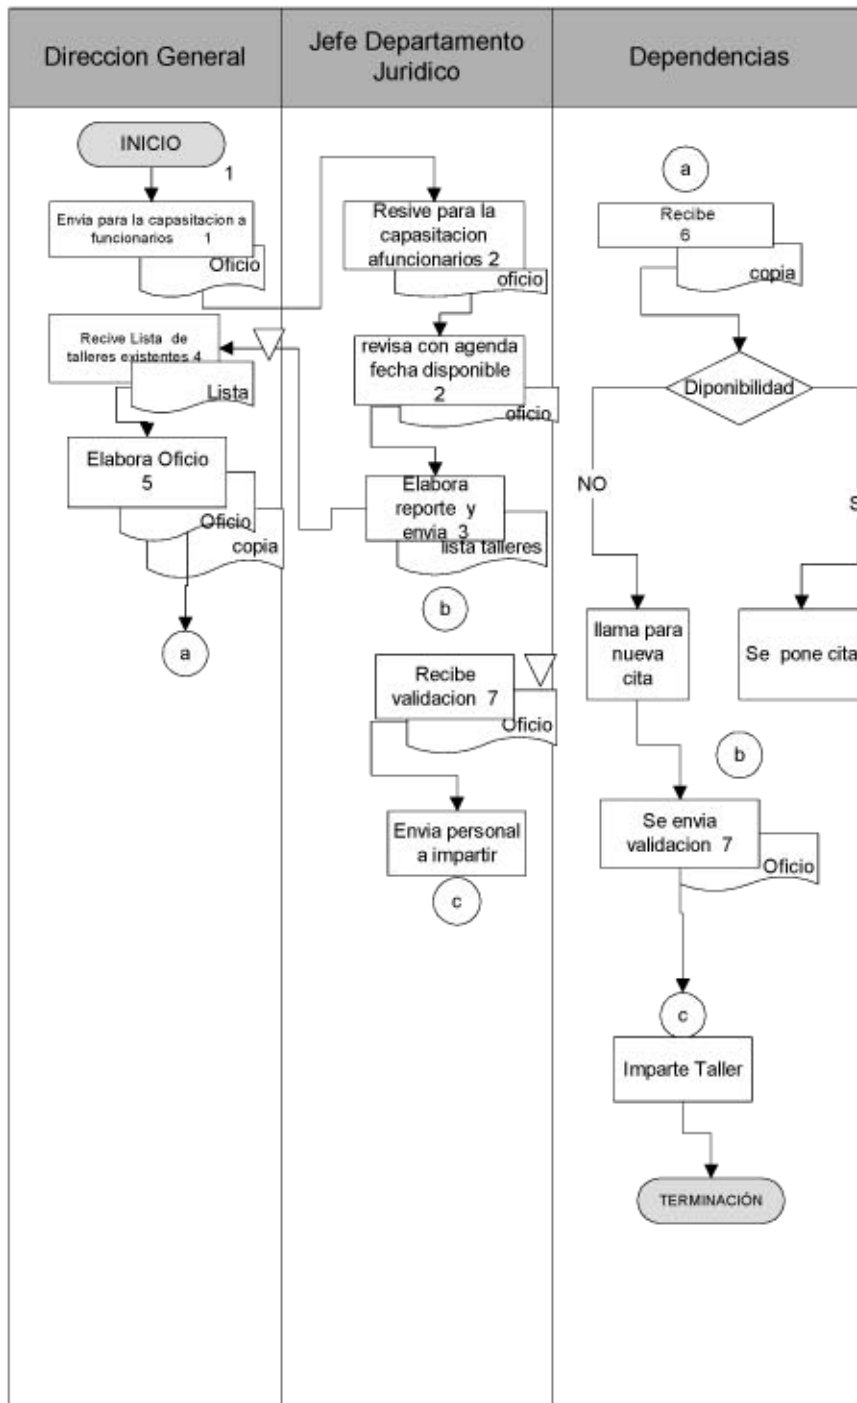 Direccion General
Jefe Departamento
Juridico
Dependencias
INICIO
1
Envia para la capasitacion a
funcionarios 1
Oficio
Recive Lista de
talleres existentes 4
Lista
Elabora Oficio
5
Oficio
copia
a
Resive para la
capasitacion
afuncionarios 2
oficio
revisa con agenda
fecha disponible
2
oficio
Elabora
reporte y
envia 3
lista talleres
b
Recibe
validacion 7
Oficio
Envia personal
a impartir
c
a
Recibe
6
copia
Diponibilidad
NO
S
llama para
nueva
cita
Se pone cita
b
Se envia
validacion 7
Oficio
c
Imparte Taller
TERMINACIÓN